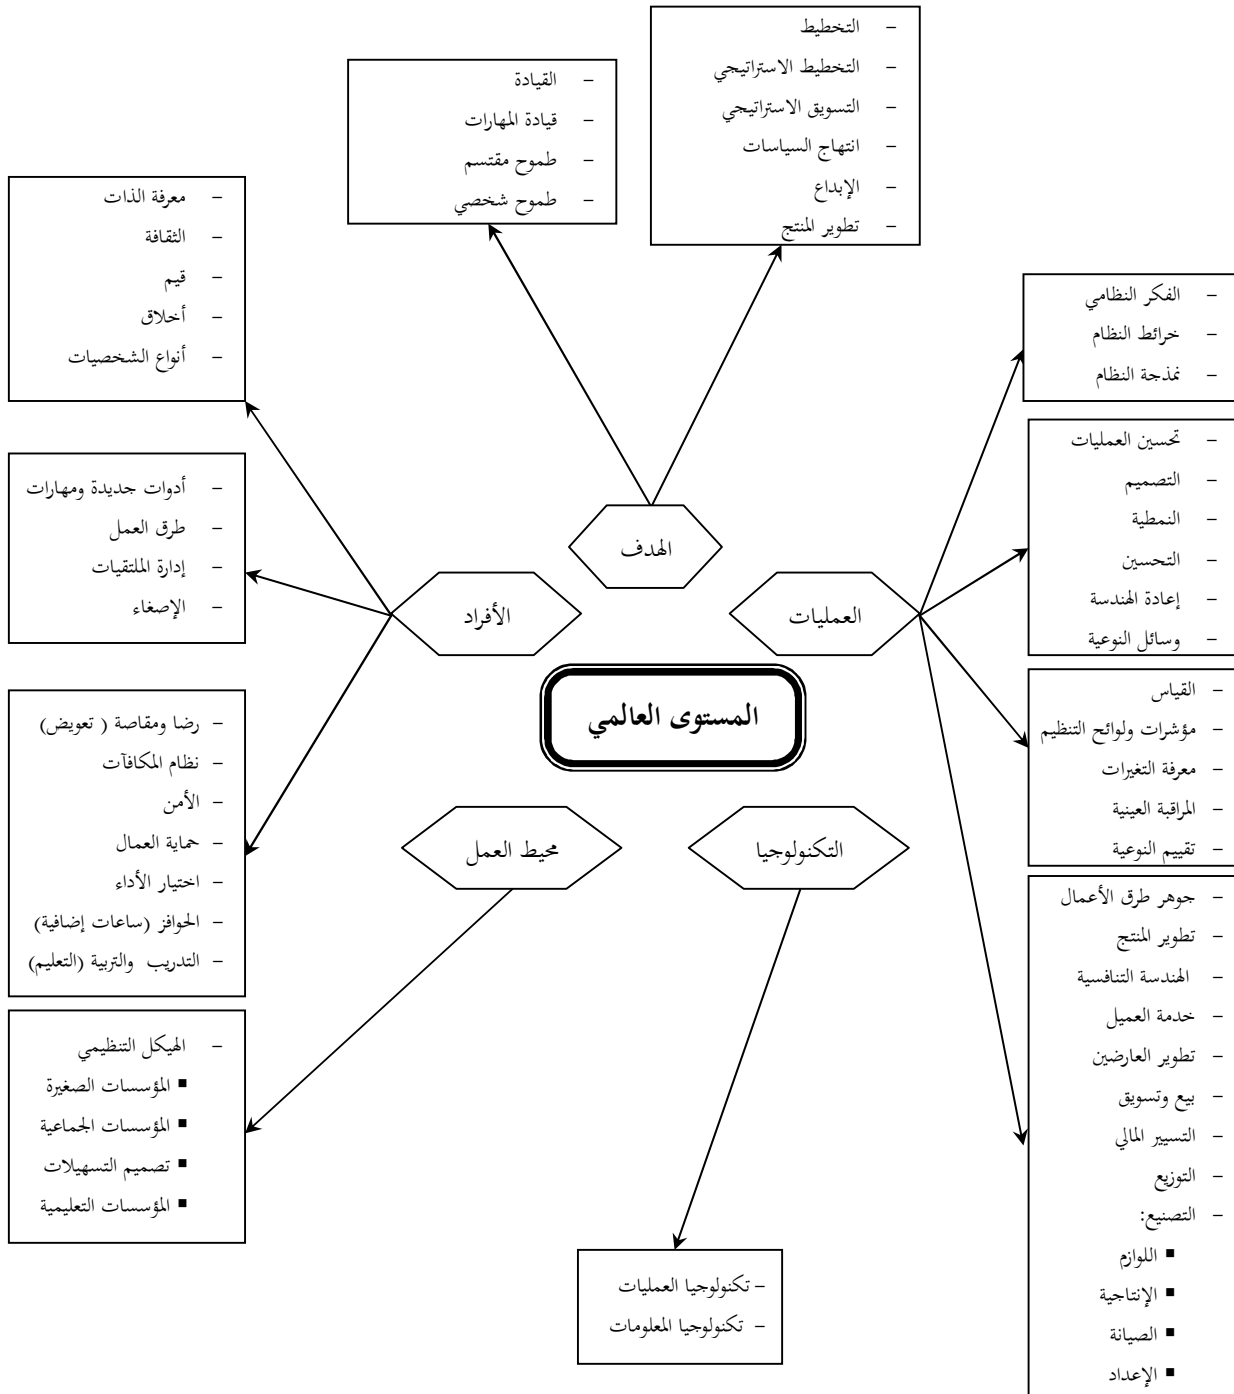 - التخطيط
- التخطيط الاستراتيجي
- التسويق الاستراتيجي
- انتهاج السياسات
- الإبداع
- تطوير المنتج
- القيادة
- قيادة المهارات
- طموح مقتسم
- طموح شخصي
- معرفة الذات
- الثقافة
- قيم
- أخلاق
- أنواع الشخصيات
- الفكر النظامي
- خرائط النظام
- نمذجة النظام
- تحسين العمليات
- التصميم
- النمطية
- التحسين
- إعادة الهندسة
- وسائل النوعية
- أدوات جديدة ومهارات
- طرق العمل
- إدارة الملتقيات
- الإصغاء
الهدف
العمليات
الأفراد
المستوى العالمي
التكنولوجيا
محيط العمل
- القياس
- مؤشرات ولوائح التنظيم
- معرفة التغيرات
- المراقبة العينية
- تقييم النوعية
- رضا ومقاصة ( تعويض)
- نظام المكافآت
- الأمن
- حماية العمال
- اختيار الأداء
- الحوافز (ساعات إضافية)
- التدريب والتربية (التعليم)
- جوهر طرق الأعمال
- تطوير المنتج
- الهندسة التنافسية
- خدمة العميل
- تطوير العارضين
- بيع وتسويق
- التسيير المالي
- التوزيع
- التصنيع:
▪ اللوازم
▪ الإنتاجية
▪ الصيانة
▪ الإعداد
- الهيكل التنظيمي
▪ المؤسسات الصغيرة
▪ المؤسسات الجماعية
▪ تصميم التسهيلات
▪ المؤسسات التعليمية
- تكنولوجيا العمليات
- تكنولوجيا المعلومات